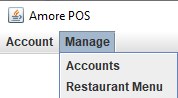 Amore POS
Account Manage
Accounts
Restaurant Menu